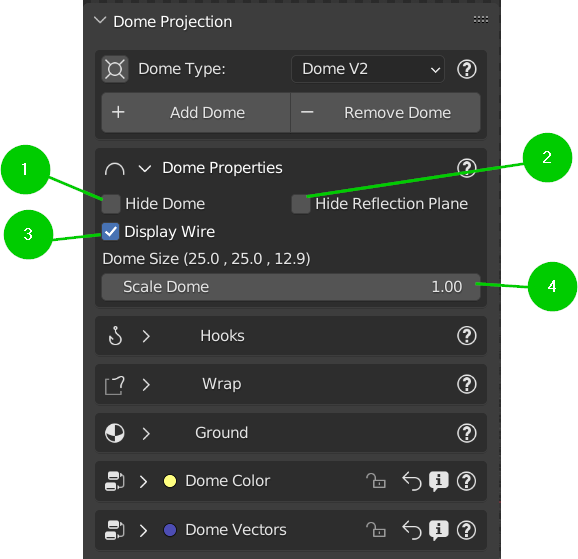 Dome Projection
Dome Type: Dome V2
+ Add Dome − Remove Dome
1
2
Dome Properties
Hide Dome Hide Reflection Plane
3
Display Wire
Dome Size (25.0 , 25.0 , 12.9)
Scale Dome 1.00
4
Hooks
Wrap
Ground
Dome Color
Dome Vectors